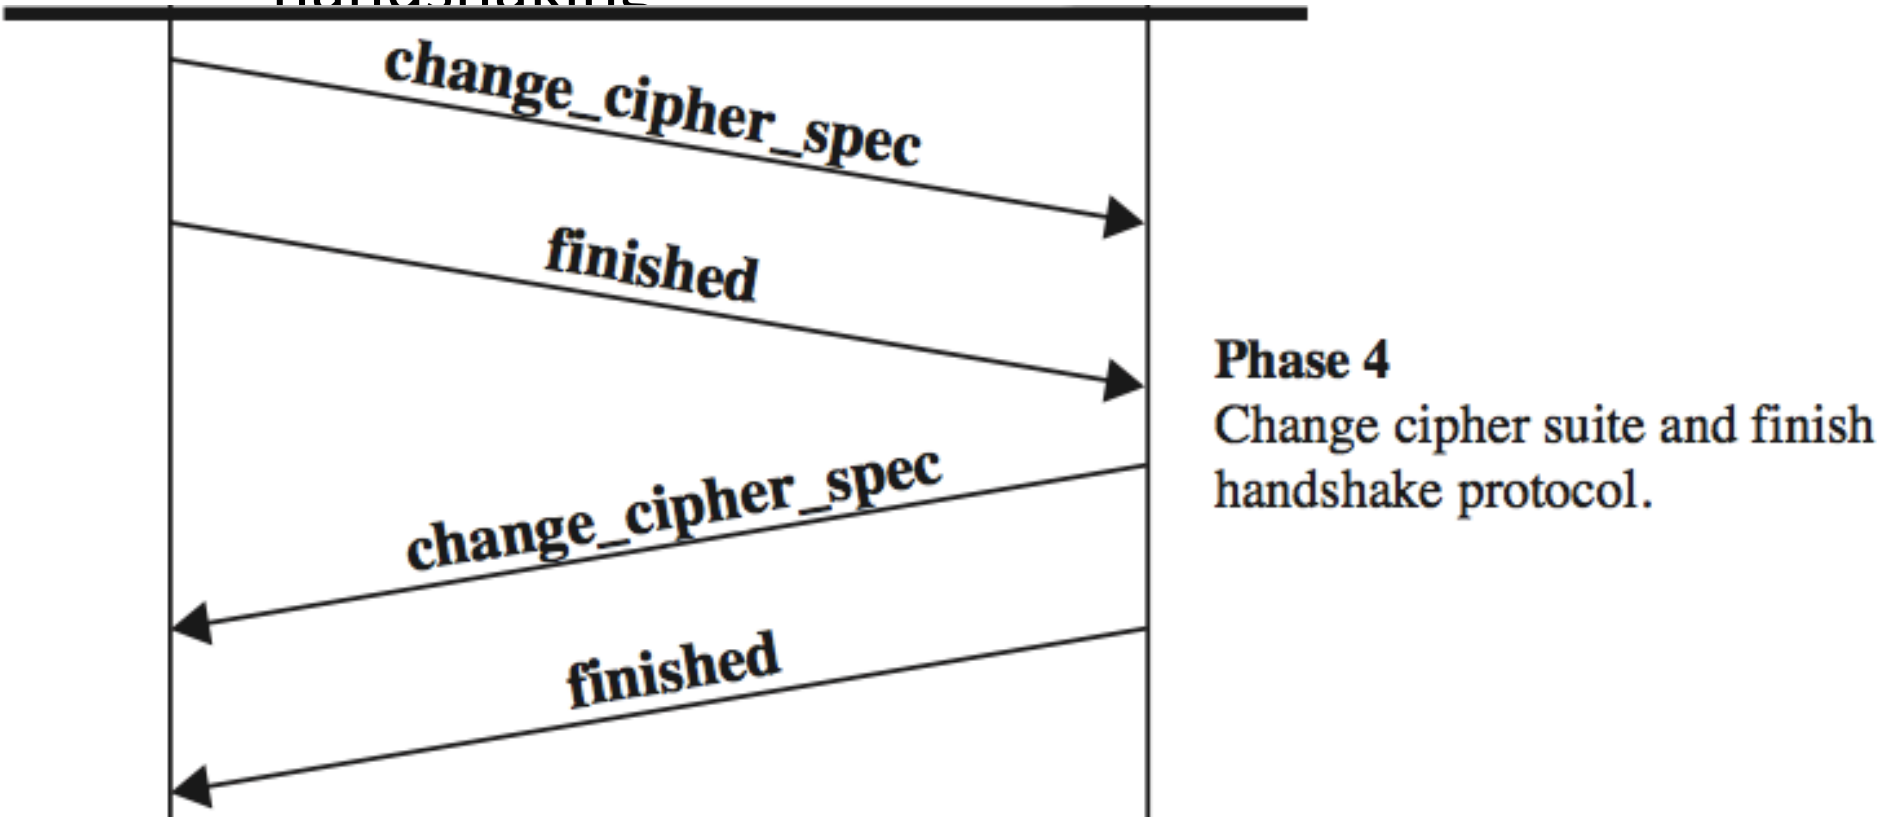 change_cipher_spec
finished
Phase 4
Change cipher suite and finish
handshake protocol.
change_cipher_spec
finished